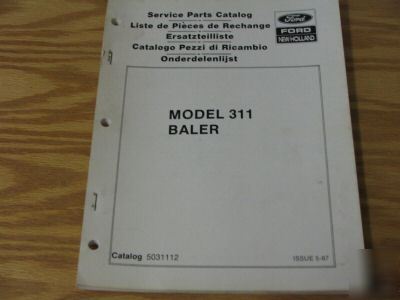 Service Parts Catalog
Liste de Pièces de Rechange
Ersatzteilliste
Catalogo Pezzi di Ricambio
Onderdelenlijst
Ford
FORD
NEW HOLLAND
MODEL 311
BALER
Catalog 5031112
ISSUE 5-87